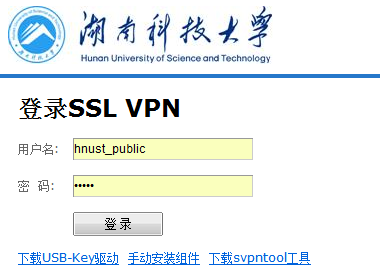 湖南科技大学
Hunan University of Science and Technology
登录SSL VPN
用户名: hnust_public
密 码: •••••
登录
下载USB-Key驱动 手动安装组件 下载svpntool工具